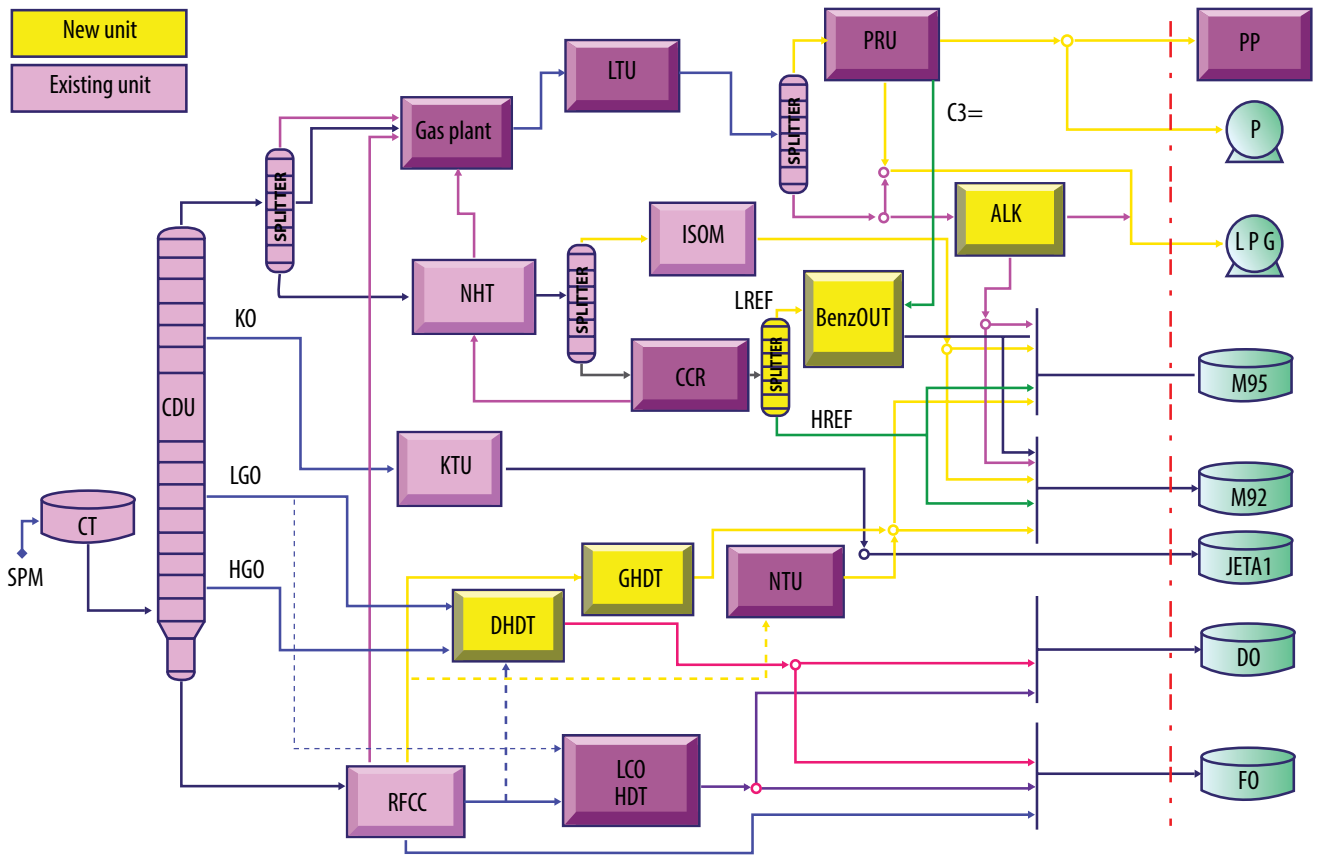 New unit
Existing unit
PRU
PP
LTU
Gas plant
SPLITTER
C3=
P
SPLITTER
ALK
ISOM
L P G
NHT
SPLITTER
LREF
BenzOUT
KO
SPLITTER
CCR
M95
CDU
HREF
LGO
KTU
M92
CT
SPM
HGO
GHDT
NTU
JETA1
DHDT
DO
LCO
HDT
RFCC
FO